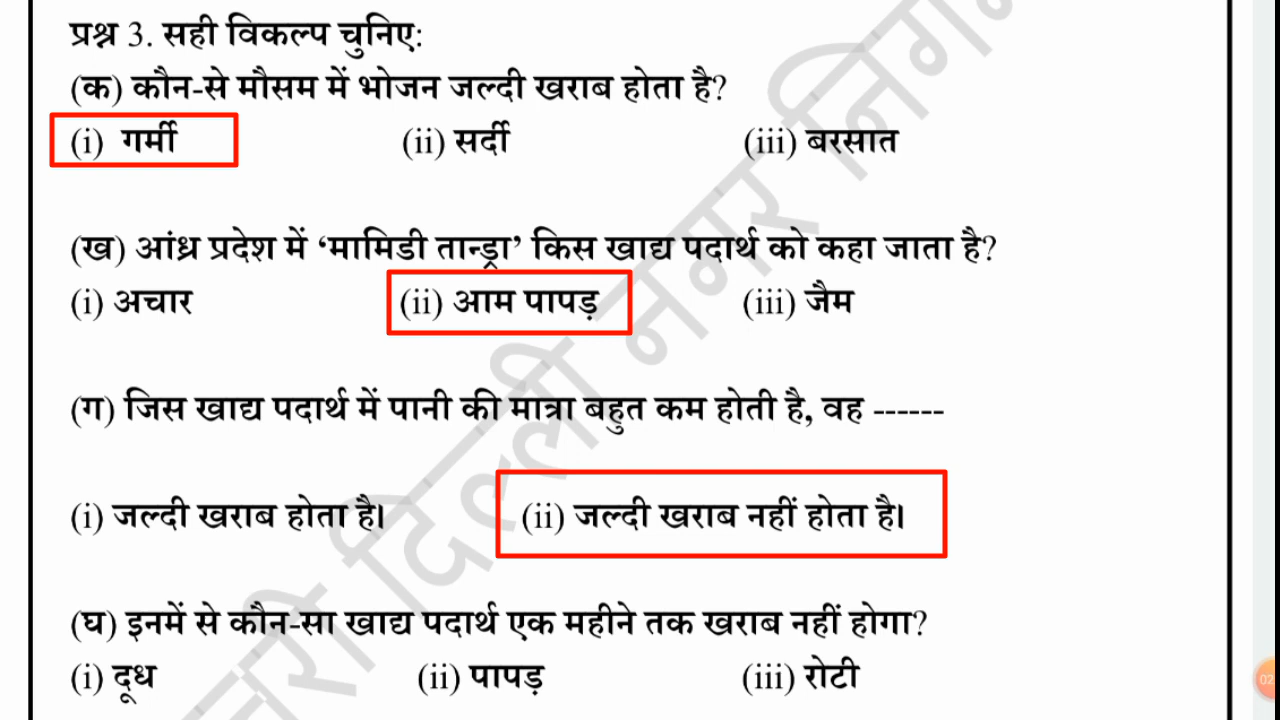 प्रश्न 3. सही विकल्प चुनिए:
(क) कौन-से मौसम में भोजन जल्दी खराब होता है?
(i) गर्मी (ii) सर्दी (iii) बरसात
(ख) आंध्र प्रदेश में ‘मामिडी तान्ड्रा’ किस खाद्य पदार्थ को कहा जाता है?
(i) अचार (ii) आम पापड़ (iii) जैम
(ग) जिस खाद्य पदार्थ में पानी की मात्रा बहुत कम होती है, वह ------
(i) जल्दी खराब होता है। (ii) जल्दी खराब नहीं होता है।
(घ) इनमें से कौन-सा खाद्य पदार्थ एक महीने तक खराब नहीं होगा?
(i) दूध (ii) पापड़ (iii) रोटी
दिल्ली नगर निगम